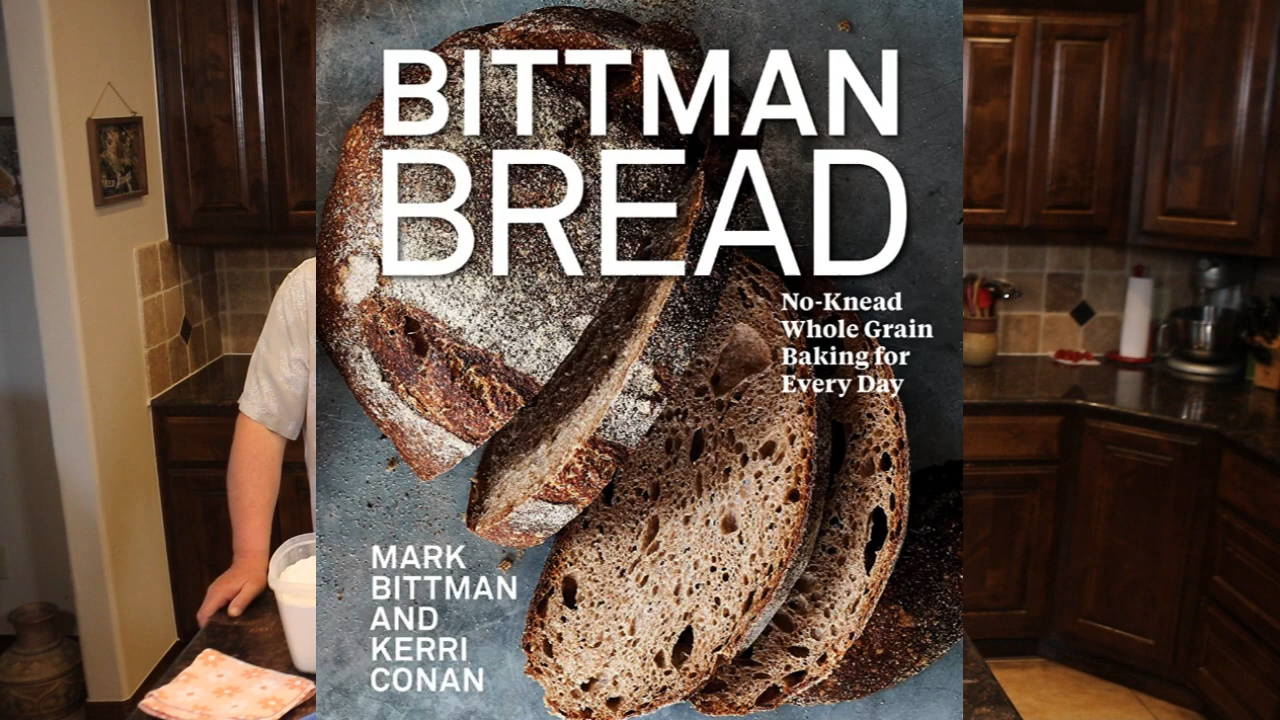 BITTMAN
BREAD
No-Knead
Whole Grain
Baking for
Every Day
MARK
BITTMAN
AND
KERRI
CONAN